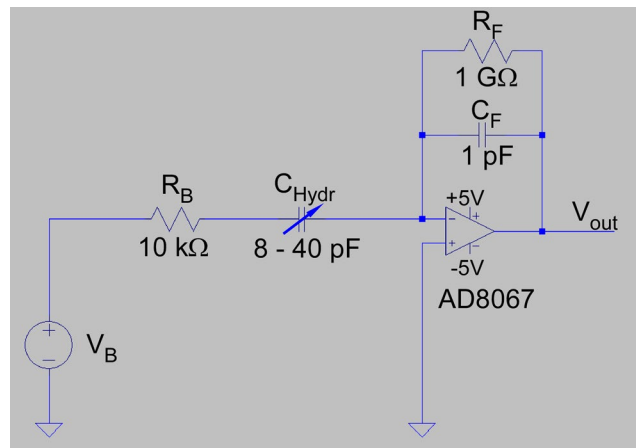 R_F
1 GΩ
C_F
1 pF
R_B
10 kΩ
C_Hydr
8 - 40 pF
+5V
-5V
AD8067
V_out
V_B